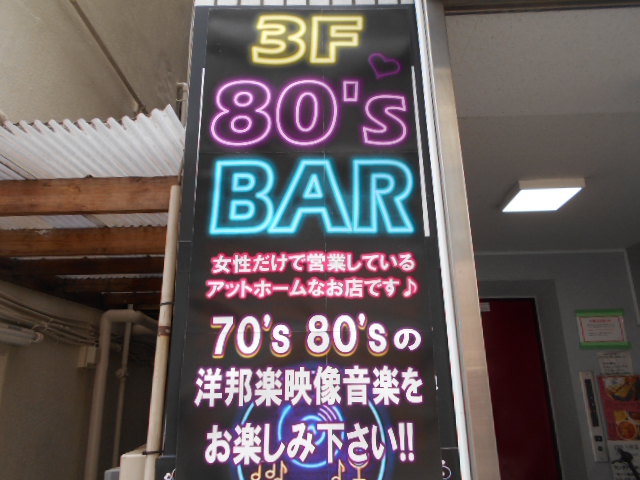 3F
80's
BAR
女性だけで営業している
アットホームなお店です♪
70's 80'sの
洋邦楽映像音楽を
お楽しみ下さい!!